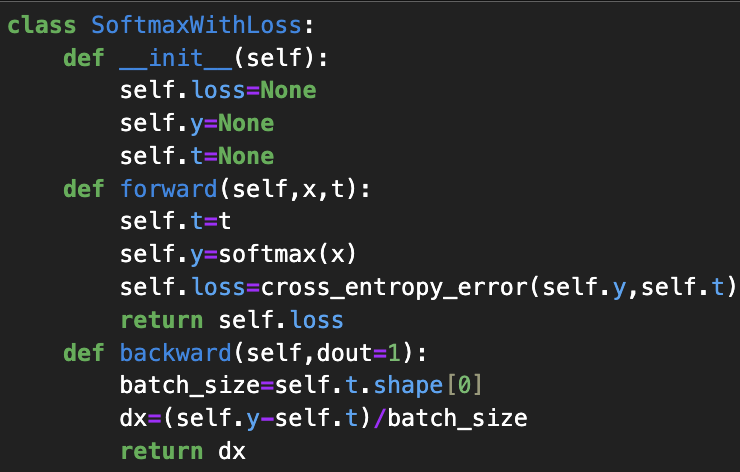 class SoftmaxWithLoss:
    def __init__(self):
        self.loss=None
        self.y=None
        self.t=None
    def forward(self,x,t):
        self.t=t
        self.y=softmax(x)
        self.loss=cross_entropy_error(self.y,self.t)
        return self.loss
    def backward(self,dout=1):
        batch_size=self.t.shape[0]
        dx=(self.y-self.t)/batch_size
        return dx